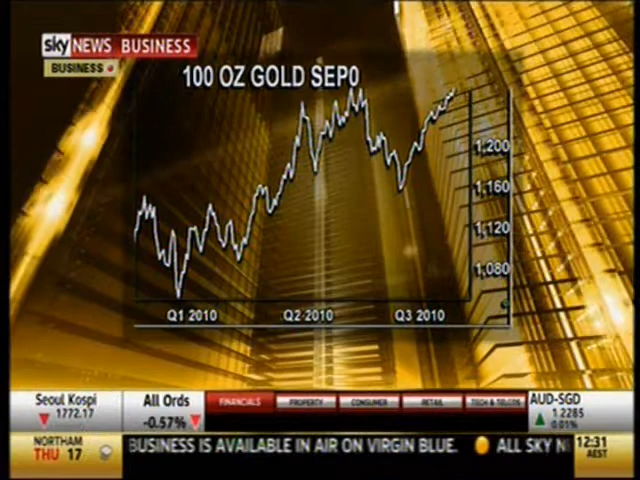 sky NEWS BUSINESS
BUSINESS
100 OZ GOLD SEP0
1,200
1,160
1,120
1,080
Q1 2010
Q2 2010
Q3 2010
Seoul Kospi
1772.17
All Ords
-0.57%
FINANCIALS
PROPERTY
CONSUMER
RETAIL
TECH & TELCOS
AUD-SGD
1.2285
0.01%
NORTHAM
THU 17
BUSINESS IS AVAILABLE IN AIR ON VIRGIN BLUE.
ALL SKY N
12:31
AEST